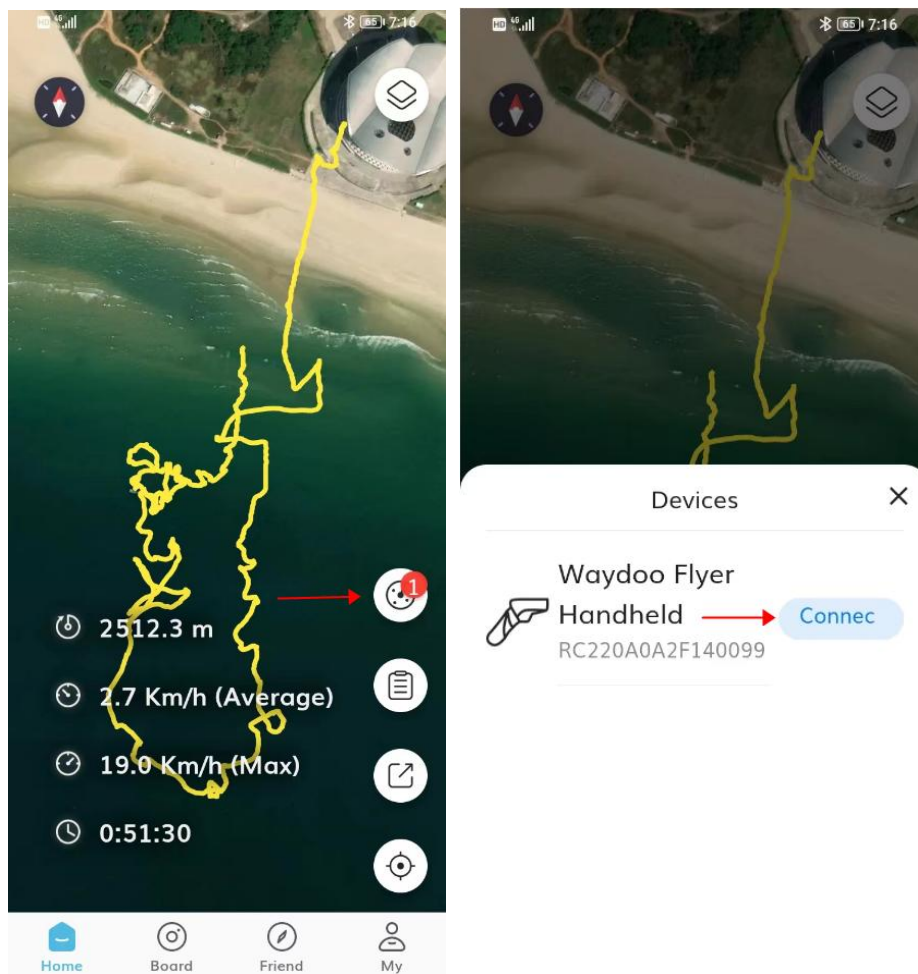 HD 4G 65 7:16
1
2512.3 m
2.7 Km/h (Average)
19.0 Km/h (Max)
0:51:30
Home Board Friend My
HD 4G 65 7:16
Devices
Waydoo Flyer
Handheld
Connec
RC220A0A2F140099